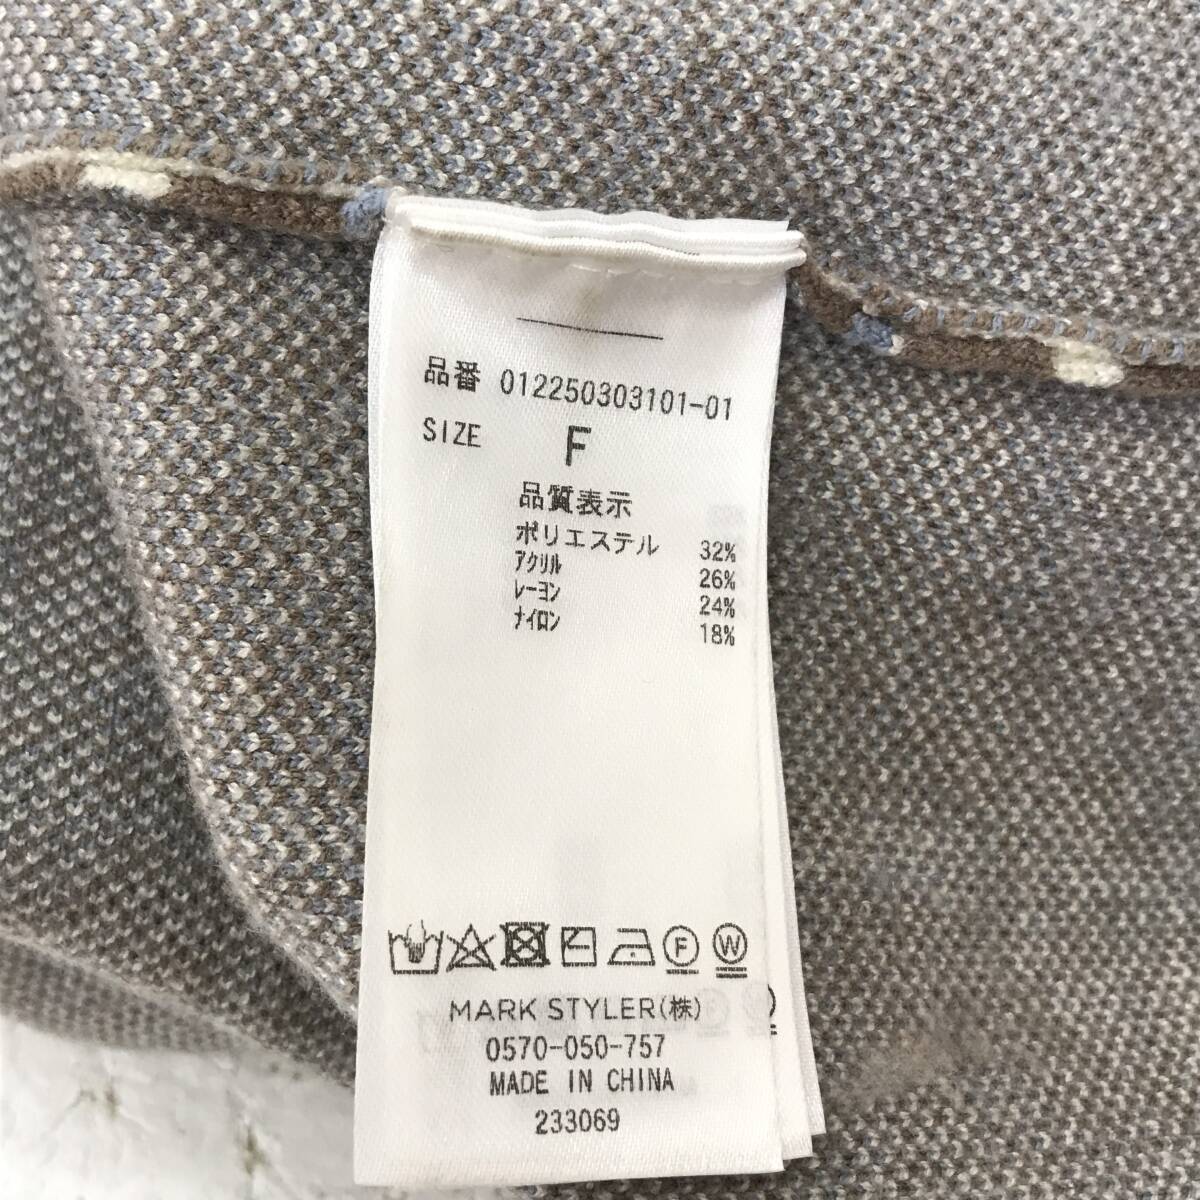 品番 012250303101-01
SIZE F
品質表示
ポリエステル 32%
アクリル 26%
レーヨン 24%
ナイロン 18%
F W
MARK STYLER(株)
0570-050-757
MADE IN CHINA
233069